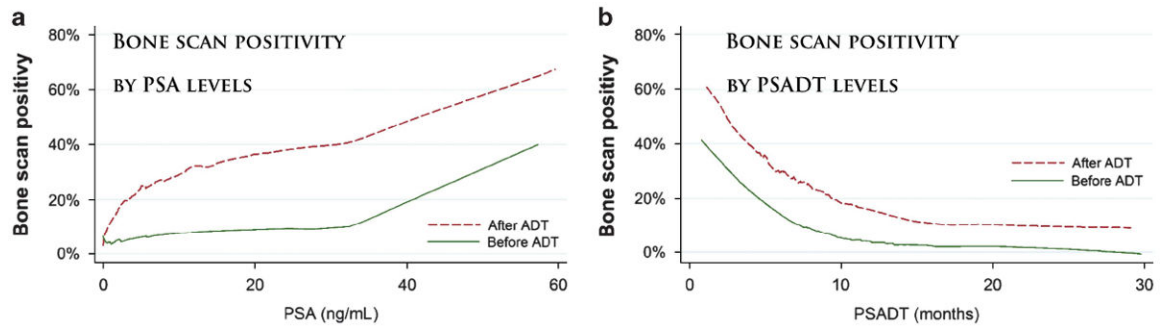 a
BONE SCAN POSITIVITY
BY PSA LEVELS
Bone scan positivy
80%
60%
40%
20%
0%
After ADT
Before ADT
0
20
40
60
PSA (ng/mL)
b
BONE SCAN POSITIVITY
BY PSADT LEVELS
Bone scan positivy
80%
60%
40%
20%
0%
After ADT
Before ADT
0
10
20
30
PSADT (months)